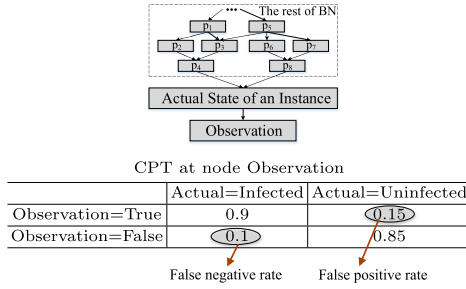 ... The rest of BN
p1 p5
p2 p3 p6 p7
p4 p8
Actual State of an Instance
Observation
CPT at node Observation
Actual=Infected Actual=Uninfected
Observation=True 0.9 0.15
Observation=False 0.1 0.85
False negative rate False positive rate